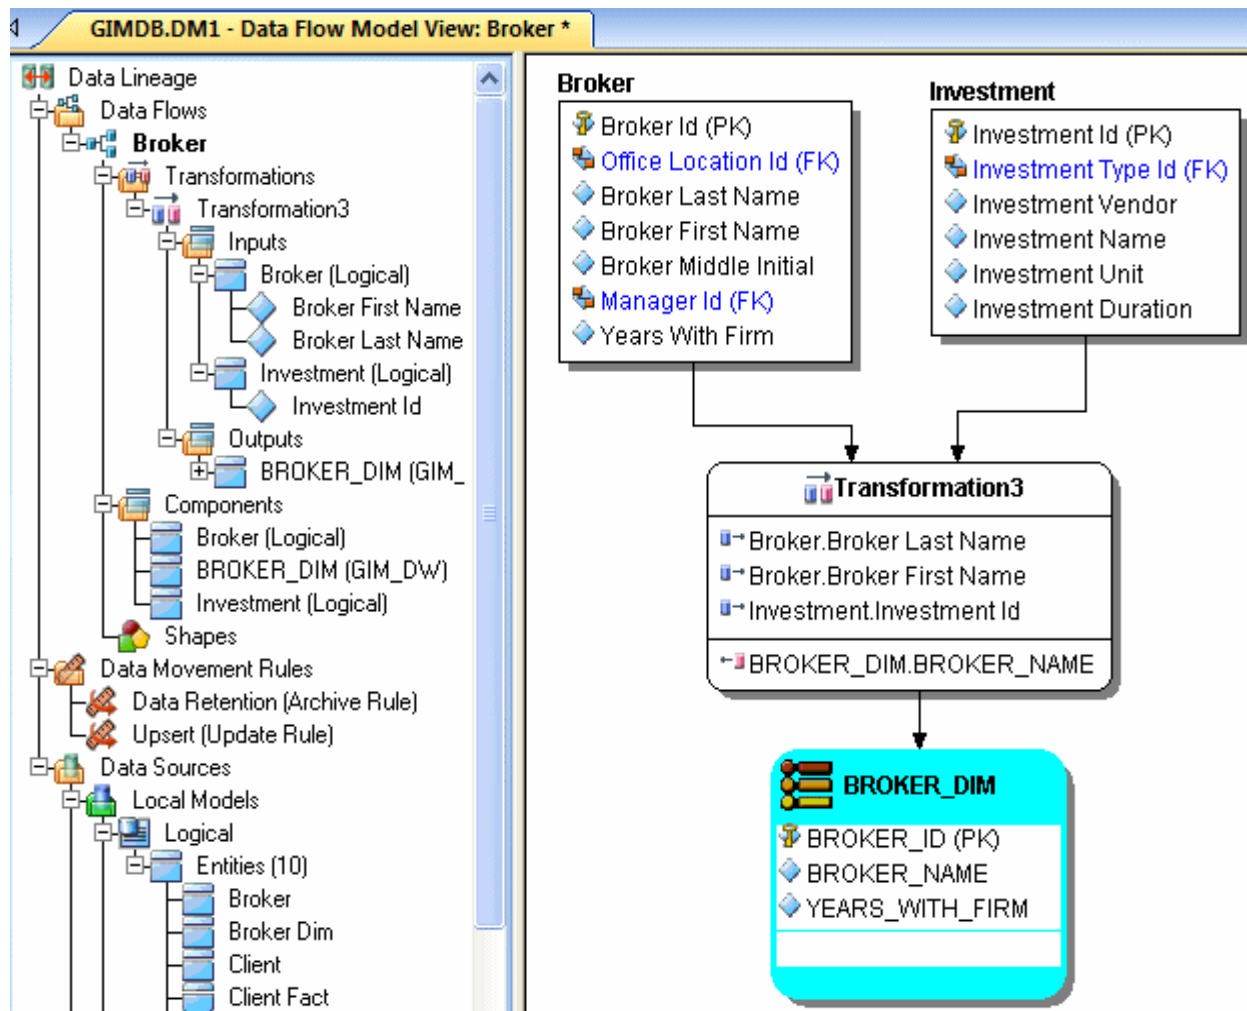 GIMDB.DM1 - Data Flow Model View: Broker *
Data Lineage
Data Flows
Broker
Transformations
Transformation3
Inputs
Broker (Logical)
Broker First Name
Broker Last Name
Investment (Logical)
Investment Id
Outputs
BROKER_DIM (GIM_
Components
Broker (Logical)
BROKER_DIM (GIM_DW)
Investment (Logical)
Shapes
Data Movement Rules
Data Retention (Archive Rule)
Upsert (Update Rule)
Data Sources
Local Models
Logical
Entities (10)
Broker
Broker Dim
Client
Client Fact
Broker
Broker Id (PK)
Office Location Id (FK)
Broker Last Name
Broker First Name
Broker Middle Initial
Manager Id (FK)
Years With Firm
Investment
Investment Id (PK)
Investment Type Id (FK)
Investment Vendor
Investment Name
Investment Unit
Investment Duration
Transformation3
Broker.Broker Last Name
Broker.Broker First Name
Investment.Investment Id
BROKER_DIM.BROKER_NAME
BROKER_DIM
BROKER_ID (PK)
BROKER_NAME
YEARS_WITH_FIRM